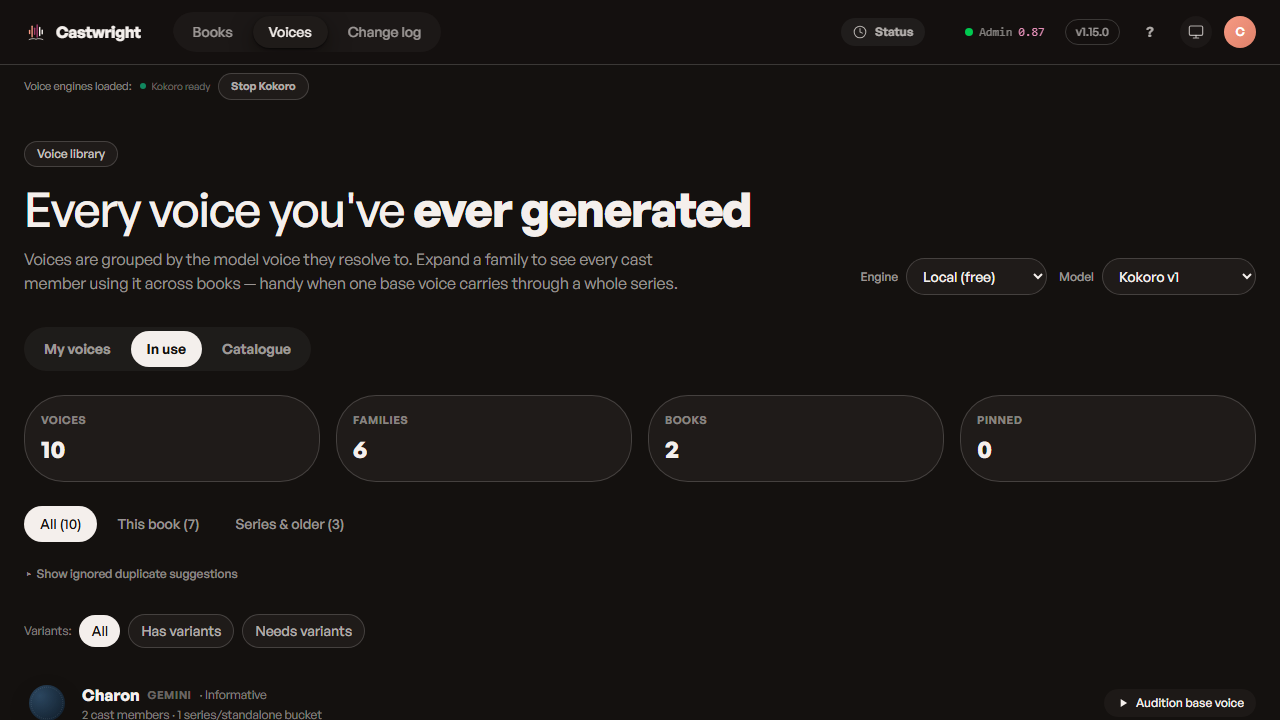 Castwright Books Voices Change log Status Admin 0.87 v1.15.0 ? C
Voice engines loaded: Kokoro ready Stop Kokoro
Voice library
Every voice you've ever generated
Voices are grouped by the model voice they resolve to. Expand a family to see every cast
member using it across books — handy when one base voice carries through a whole series.
Engine Local (free) Model Kokoro v1
My voices In use Catalogue
VOICES FAMILIES BOOKS PINNED
10 6 2 0
All (10) This book (7) Series & older (3)
Show ignored duplicate suggestions
Variants: All Has variants Needs variants
Charon GEMINI · Informative
2 cast members · 1 series/standalone bucket
Audition base voice